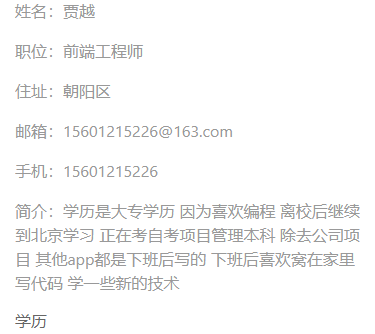 姓名：贾越
职位：前端工程师
住址：朝阳区
邮箱：15601215226@163.com
手机：15601215226
简介：学历是大专学历 因为喜欢编程 离校后继续
到北京学习 正在考自考项目管理本科 除去公司项
目 其他app都是下班后写的 下班后喜欢窝在家里
写代码 学一些新的技术
学历